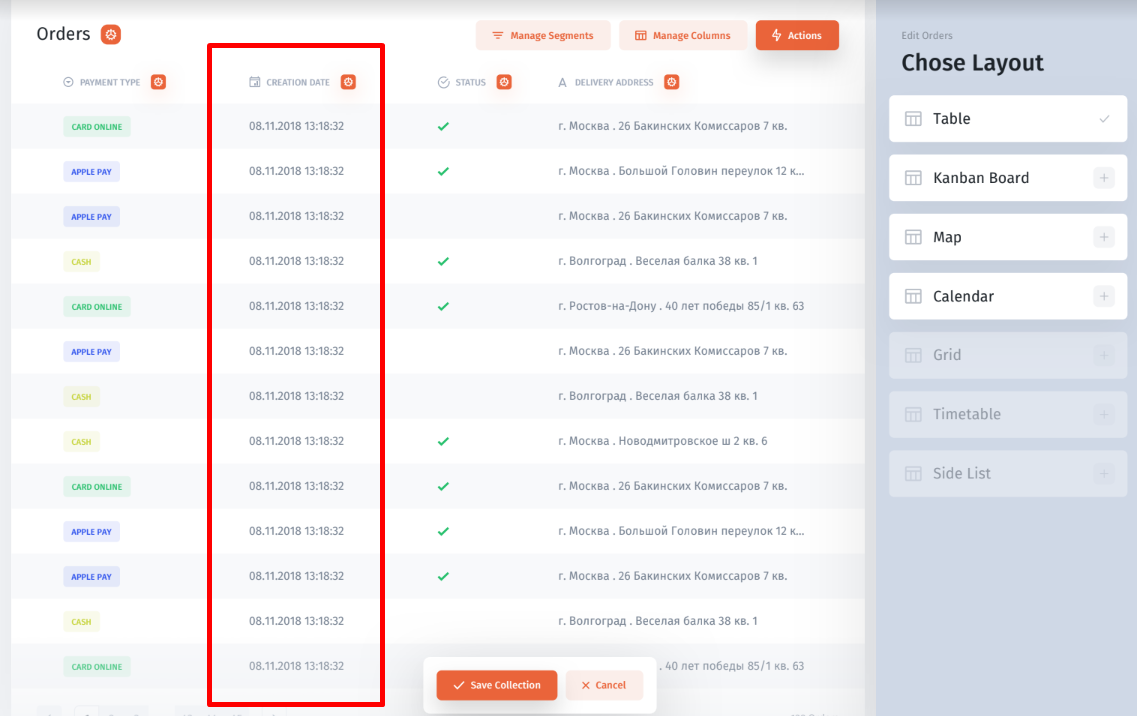 Orders
Manage Segments
Manage Columns
Actions
PAYMENT TYPE
CREATION DATE
STATUS
DELIVERY ADDRESS
CARD ONLINE 08.11.2018 13:18:32 г. Москва . 26 Бакинских Комиссаров 7 кв.
APPLE PAY 08.11.2018 13:18:32 г. Москва . Большой Головин переулок 12 к...
APPLE PAY 08.11.2018 13:18:32 г. Москва . 26 Бакинских Комиссаров 7 кв.
CASH 08.11.2018 13:18:32 г. Волгоград . Веселая балка 38 кв. 1
CARD ONLINE 08.11.2018 13:18:32 г. Ростов-на-Дону . 40 лет победы 85/1 кв. 63
APPLE PAY 08.11.2018 13:18:32 г. Москва . 26 Бакинских Комиссаров 7 кв.
CASH 08.11.2018 13:18:32 г. Волгоград . Веселая балка 38 кв. 1
CASH 08.11.2018 13:18:32 г. Москва . Новодмитровское ш 2 кв. 6
CARD ONLINE 08.11.2018 13:18:32 г. Москва . 26 Бакинских Комиссаров 7 кв.
APPLE PAY 08.11.2018 13:18:32 г. Москва . Большой Головин переулок 12 к...
APPLE PAY 08.11.2018 13:18:32 г. Москва . 26 Бакинских Комиссаров 7 кв.
CASH 08.11.2018 13:18:32 г. Волгоград . Веселая балка 38 кв. 1
CARD ONLINE 08.11.2018 13:18:32 . 40 лет победы 85/1 кв. 63
Save Collection
Cancel
Edit Orders
Chose Layout
Table
Kanban Board
Map
Calendar
Grid
Timetable
Side List